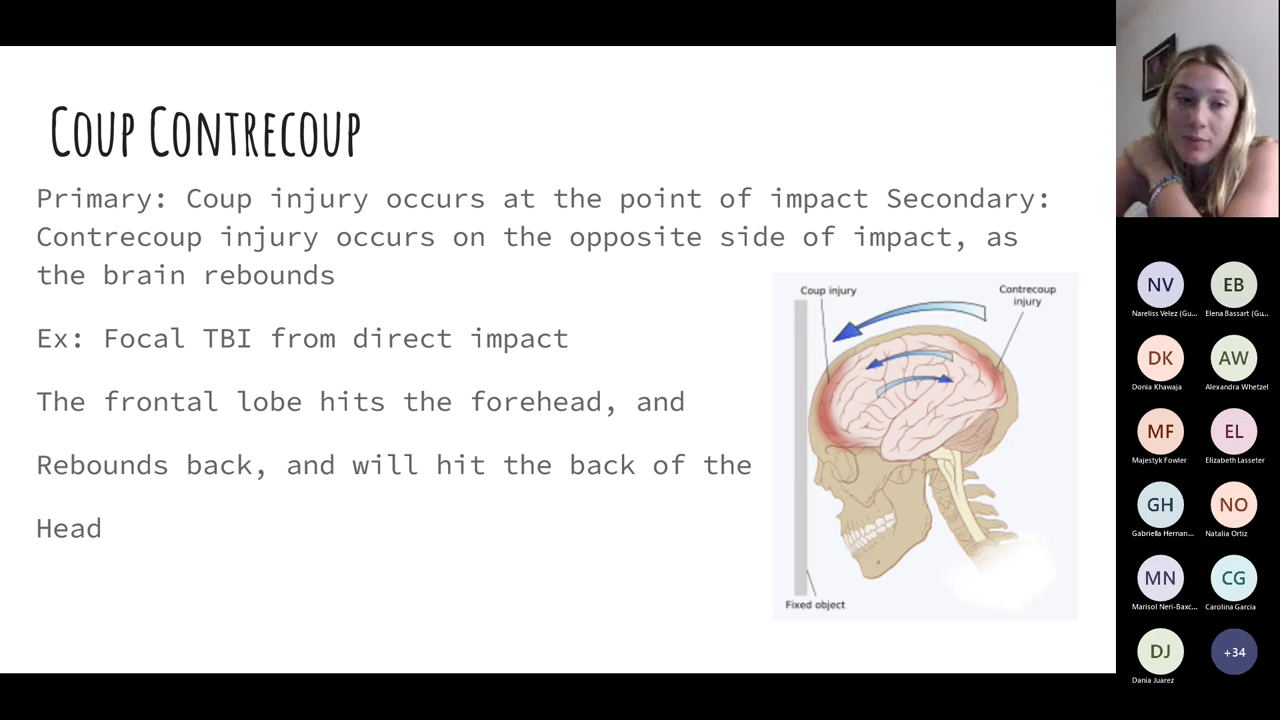 Coup Contrecoup
Primary: Coup injury occurs at the point of impact Secondary:
Contrecoup injury occurs on the opposite side of impact, as
the brain rebounds
Ex: Focal TBI from direct impact
The frontal lobe hits the forehead, and
Rebounds back, and will hit the back of the
Head
Coup injury
Contrecoup
injury
Fixed object
NV
EB
Nareliss Velez (Gu...
Elena Bassart (Gu...
DK
AW
Donia Khawaja
Alexandra Whetzel
MF
EL
Majestyk Fowler
Elizabeth Lasseter
GH
NO
Gabriella Hernan...
Natalia Ortiz
MN
CG
Marisol Neri-Baxc...
Carolina Garcia
DJ
+34
Dania Juarez